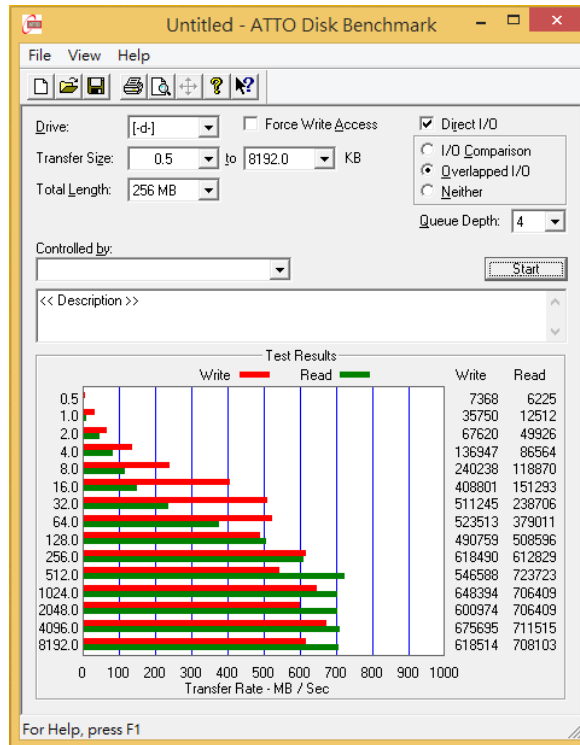 Untitled - ATTO Disk Benchmark
File View Help
Drive: [-d-] Force Write Access Direct I/O
Transfer Size: 0.5 to 8192.0 KB I/O Comparison
Overlapped I/O
Total Length: 256 MB Neither
Queue Depth: 4
Controlled by:
Start
<< Description >>
Test Results
Write Read Write Read
0.5 7368 6225
1.0 35750 12512
2.0 67620 49926
4.0 136947 86564
8.0 240238 118870
16.0 408801 151293
32.0 511245 238706
64.0 523513 379011
128.0 490759 508596
256.0 618490 612829
512.0 546588 723723
1024.0 648394 706409
2048.0 600974 706409
4096.0 675695 711515
8192.0 618514 708103
0 100 200 300 400 500 600 700 800 900 1000
Transfer Rate - MB / Sec
For Help, press F1